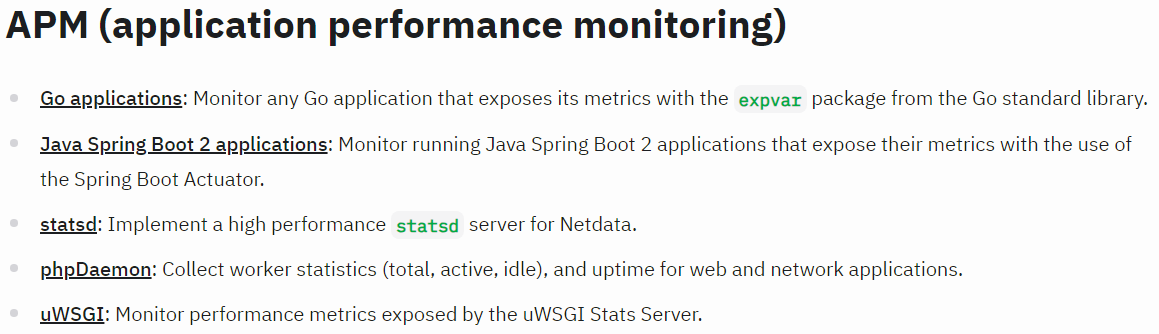 APM (application performance monitoring)
Go applications: Monitor any Go application that exposes its metrics with the expvar package from the Go standard library.
Java Spring Boot 2 applications: Monitor running Java Spring Boot 2 applications that expose their metrics with the use of
the Spring Boot Actuator.
statsd: Implement a high performance statsd server for Netdata.
phpDaemon: Collect worker statistics (total, active, idle), and uptime for web and network applications.
uWSGI: Monitor performance metrics exposed by the uWSGI Stats Server.